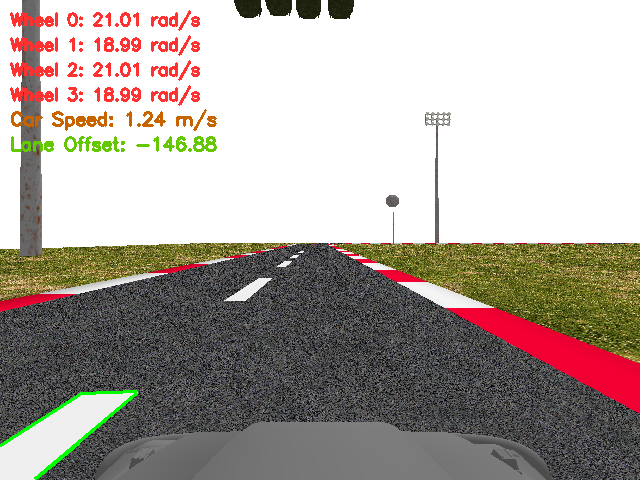 Wheel 0: 21.01 rad/s
Wheel 1: 18.99 rad/s
Wheel 2: 21.01 rad/s
Wheel 3: 18.99 rad/s
Car Speed: 1.24 m/s
Lane Offset: -146.88